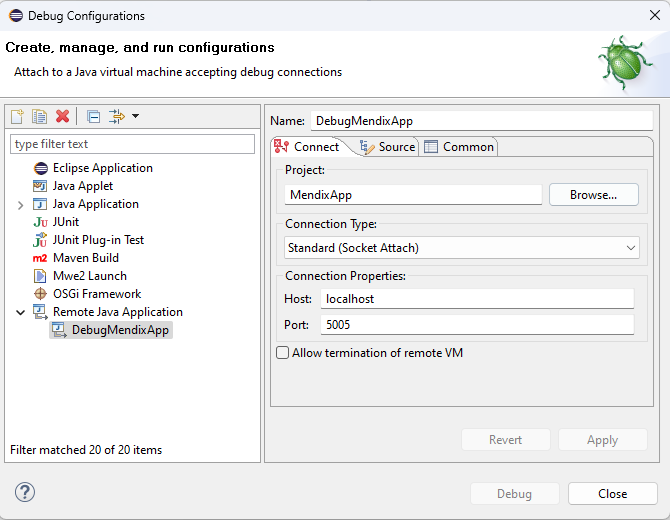 Debug Configurations
Create, manage, and run configurations
Attach to a Java virtual machine accepting debug connections
type filter text
Eclipse Application
Java Applet
Java Application
JUnit
JUnit Plug-in Test
Maven Build
Mwe2 Launch
OSGi Framework
Remote Java Application
DebugMendixApp
Filter matched 20 of 20 items
Name: DebugMendixApp
Connect Source Common
Project:
MendixApp Browse...
Connection Type:
Standard (Socket Attach)
Connection Properties:
Host: localhost
Port: 5005
Allow termination of remote VM
Revert Apply
Debug Close